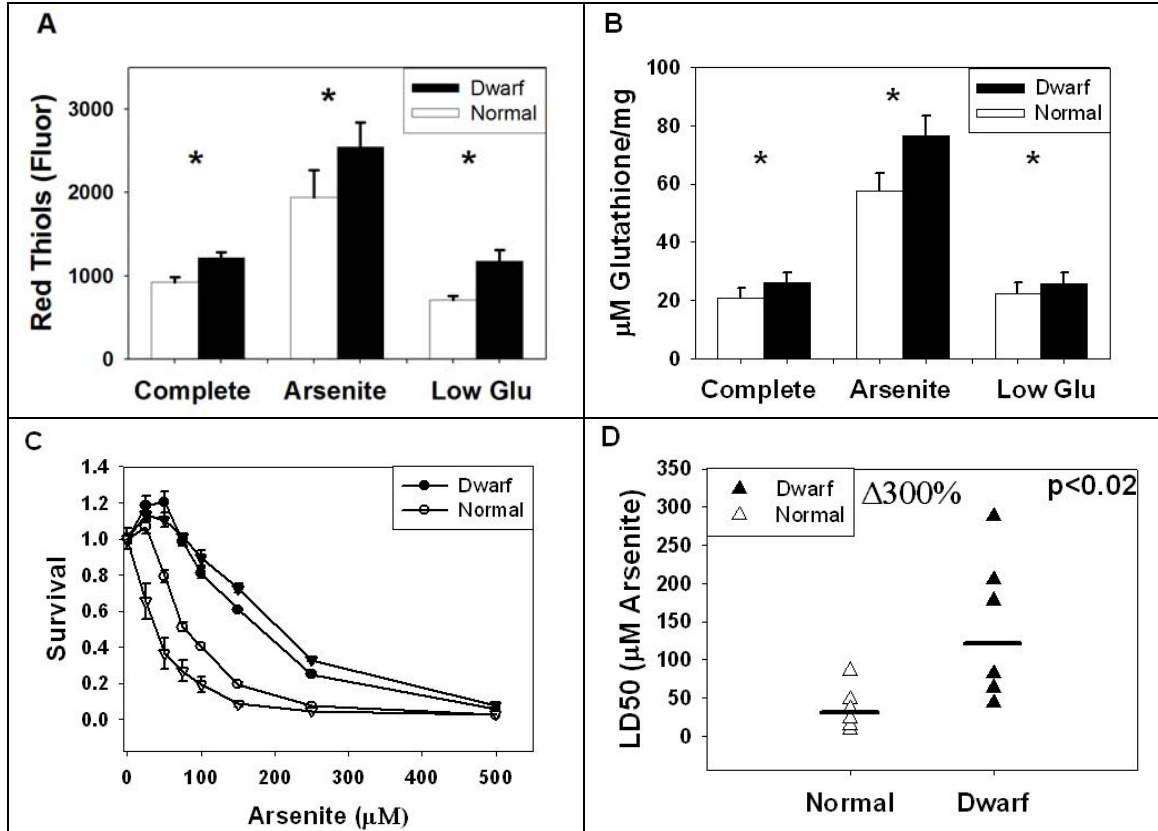 A
Red Thiols (Fluor)
3000
2000
1000
0
Dwarf
Normal
*
*
*
Complete Arsenite Low Glu
B
µM Glutathione/mg
100
80
60
40
20
0
Dwarf
Normal
*
*
*
Complete Arsenite Low Glu
C
Survival
1.4
1.2
1.0
0.8
0.6
0.4
0.2
0.0
Dwarf
Normal
0 100 200 300 400 500
Arsenite (µM)
D
LD50 (µM Arsenite)
350
300
250
200
150
100
50
0
Dwarf
Normal
Δ300%
p<0.02
Normal Dwarf